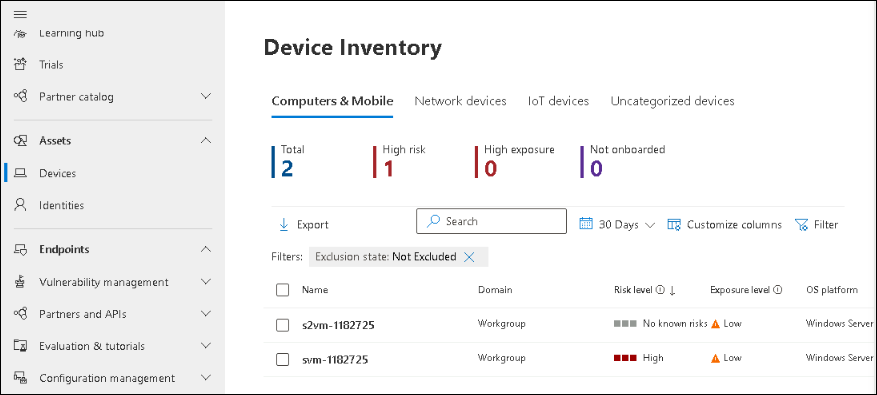 Learning hub
Trials
Partner catalog
Assets
Devices
Identities
Endpoints
Vulnerability management
Partners and APIs
Evaluation & tutorials
Configuration management
Device Inventory
Computers & Mobile Network devices IoT devices Uncategorized devices
Total High risk High exposure Not onboarded
2 1 0 0
Export Search 30 Days Customize columns Filter
Filters: Exclusion state: Not Excluded
Name Domain Risk level Exposure level OS platform
s2vm-1182725 Workgroup No known risks Low Windows Server
svm-1182725 Workgroup High Low Windows Server